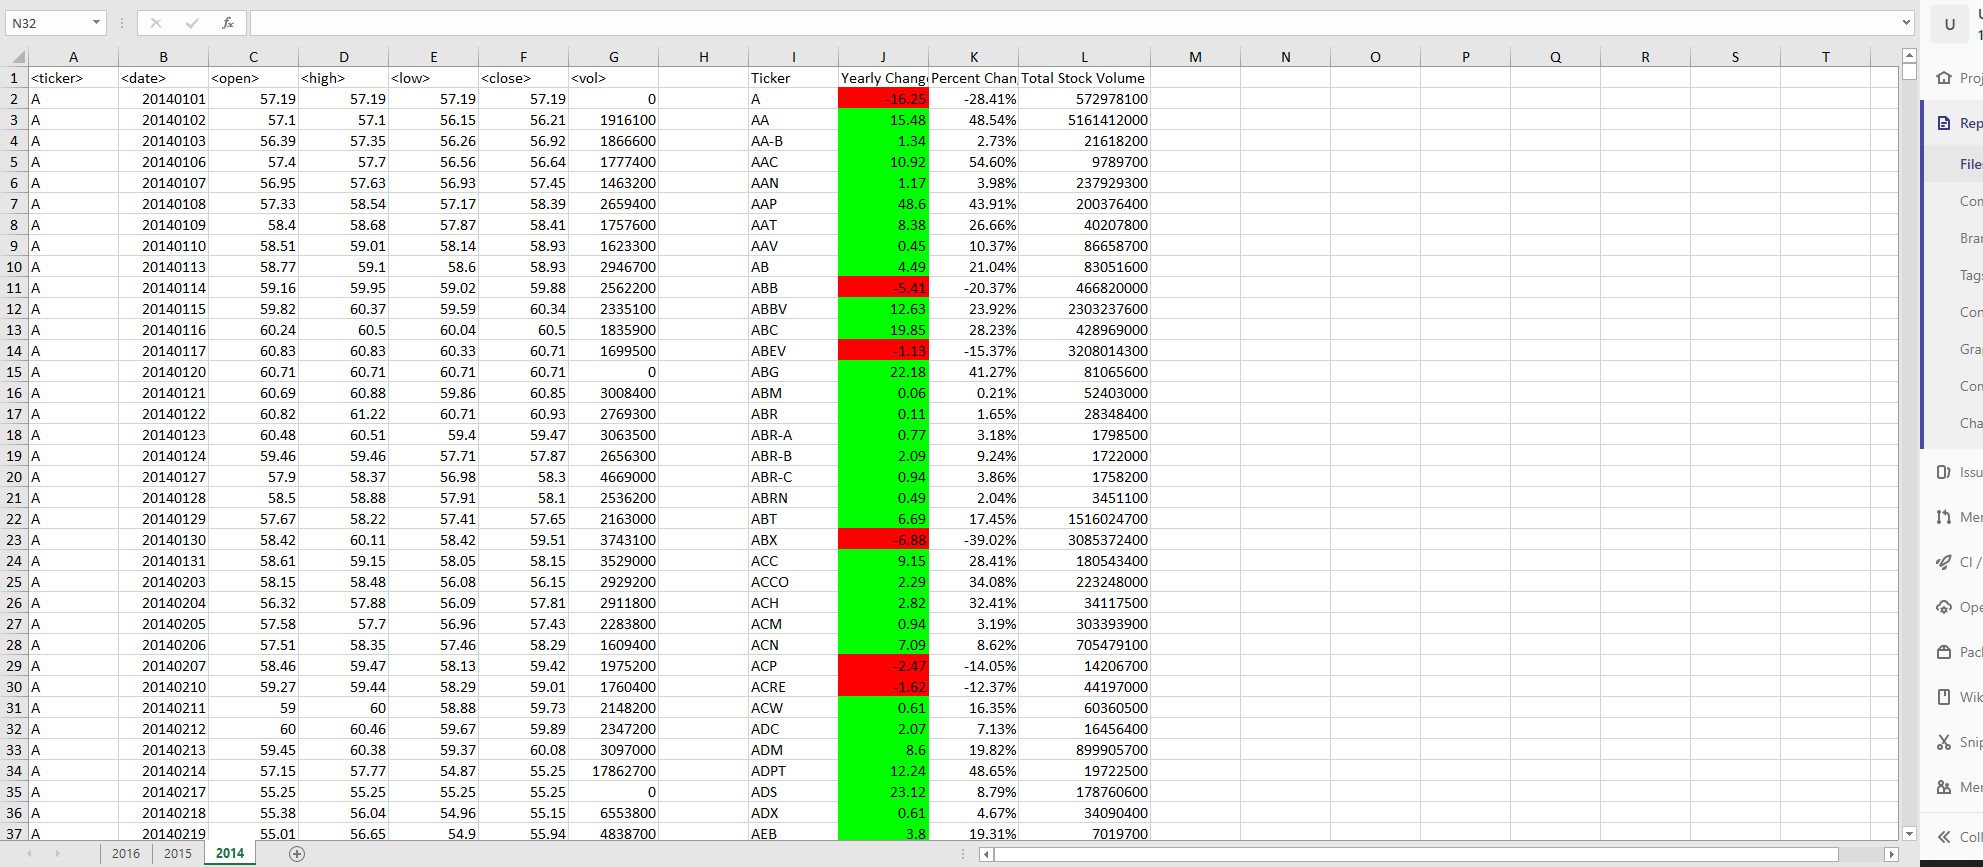 N32 fx
A B C D E F G H I J K L M N O P Q R S T
1 <ticker> <date> <open> <high> <low> <close> <vol> Ticker Yearly Change Percent Chan Total Stock Volume
2 A 20140101 57.19 57.19 57.19 57.19 0 A -16.25 -28.41% 572978100
3 A 20140102 57.1 57.1 56.15 56.21 1916100 AA 15.48 48.54% 5161412000
4 A 20140103 56.39 57.35 56.26 56.92 1866600 AA-B 1.34 2.73% 21618200
5 A 20140106 57.4 57.7 56.56 56.64 1777400 AAC 10.92 54.60% 9789700
6 A 20140107 56.95 57.63 56.93 57.45 1463200 AAN 1.17 3.98% 237929300
7 A 20140108 57.33 58.54 57.17 58.39 2659400 AAP 48.6 43.91% 200376400
8 A 20140109 58.4 58.68 57.87 58.41 1757600 AAT 8.38 26.66% 40207800
9 A 20140110 58.51 59.01 58.14 58.93 1623300 AAV 0.45 10.37% 86658700
10 A 20140113 58.77 59.1 58.6 58.93 2946700 AB 4.49 21.04% 83051600
11 A 20140114 59.16 59.95 59.02 59.88 2562200 ABB -5.41 -20.37% 466820000
12 A 20140115 59.82 60.37 59.59 60.34 2335100 ABBV 12.63 23.92% 2303237600
13 A 20140116 60.24 60.5 60.04 60.5 1835900 ABC 19.85 28.23% 428969000
14 A 20140117 60.83 60.83 60.33 60.71 1699500 ABEV -1.13 -15.37% 3208014300
15 A 20140120 60.71 60.71 60.71 60.71 0 ABG 22.18 41.27% 81065600
16 A 20140121 60.69 60.88 59.86 60.85 3008400 ABM 0.06 0.21% 52403000
17 A 20140122 60.82 61.22 60.71 60.93 2769300 ABR 0.11 1.65% 28348400
18 A 20140123 60.48 60.51 59.4 59.47 3063500 ABR-A 0.77 3.18% 1798500
19 A 20140124 59.46 59.46 57.71 57.87 2656300 ABR-B 2.09 9.24% 1722000
20 A 20140127 57.9 58.37 56.98 58.3 4669000 ABR-C 0.94 3.86% 1758200
21 A 20140128 58.5 58.88 57.91 58.1 2536200 ABRN 0.49 2.04% 3451100
22 A 20140129 57.67 58.22 57.41 57.65 2163000 ABT 6.69 17.45% 1516024700
23 A 20140130 58.42 60.11 58.42 59.51 3743100 ABX -6.88 -39.02% 3085372400
24 A 20140131 58.61 59.15 58.05 58.15 3529000 ACC 9.15 28.41% 180543400
25 A 20140203 58.15 58.48 56.08 56.15 2929200 ACCO 2.29 34.08% 223248000
26 A 20140204 56.32 57.88 56.09 57.81 2911800 ACH 2.82 32.41% 34117500
27 A 20140205 57.58 57.7 56.96 57.43 2283800 ACM 0.94 3.19% 303393900
28 A 20140206 57.51 58.35 57.46 58.29 1609400 ACN 7.09 8.62% 705479100
29 A 20140207 58.46 59.47 58.13 59.42 1975200 ACP -2.47 -14.05% 14206700
30 A 20140210 59.27 59.44 58.29 59.01 1760400 ACRE -1.62 -12.37% 44197000
31 A 20140211 59 60 58.88 59.73 2148200 ACW 0.61 16.35% 60360500
32 A 20140212 60 60.46 59.67 59.89 2347200 ADC 2.07 7.13% 16456400
33 A 20140213 59.45 60.38 59.37 60.08 3097000 ADM 8.6 19.82% 899905700
34 A 20140214 57.15 57.77 54.87 55.25 17862700 ADPT 12.24 48.65% 19722500
35 A 20140217 55.25 55.25 55.25 55.25 0 ADS 23.12 8.79% 178760600
36 A 20140218 55.38 56.04 54.96 55.15 6553800 ADX 0.61 4.67% 34090400
37 A 20140219 55.01 56.65 54.9 55.94 4838700 AEB 3.8 19.31% 7019700
2016 2015 2014
U
Proj
Rep
File
Con
Bra
Tag
Con
Gra
Con
Cha
Issu
Mer
CI /
Ope
Pac
Wik
Snip
Mer
Coll